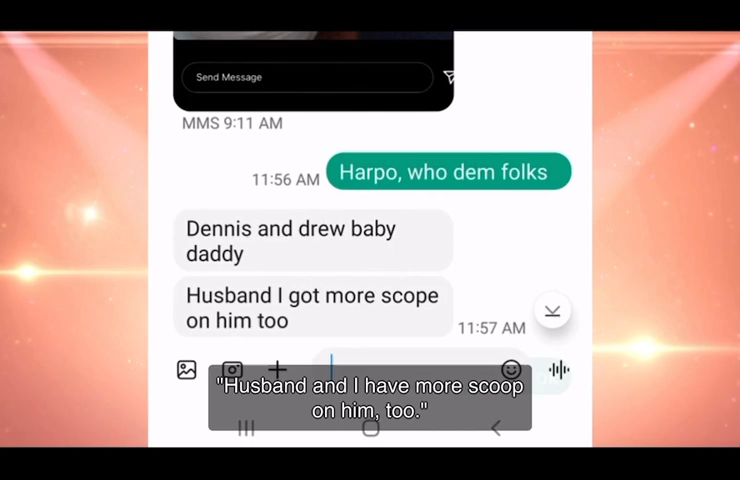 Send Message
MMS 9:11 AM
11:56 AM
Harpo, who dem folks
Dennis and drew baby
daddy
Husband I got more scope
on him too
11:57 AM
"Husband and I have more scoop
on him, too."